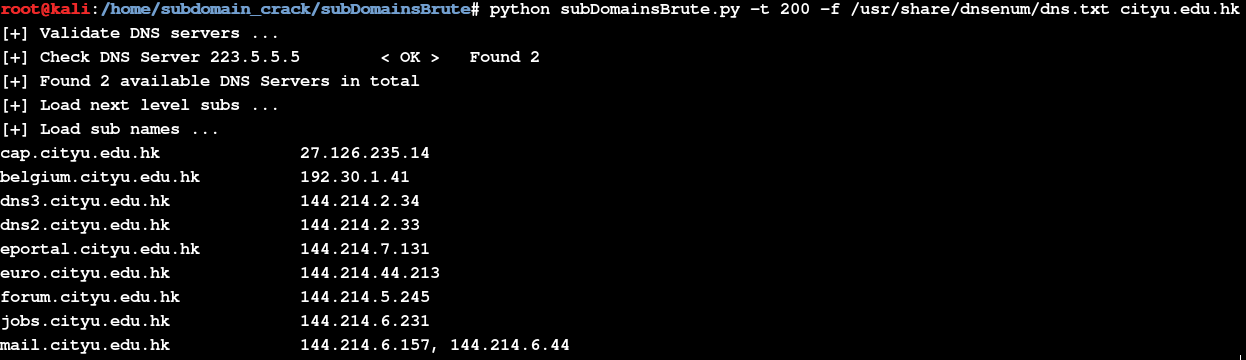 root@kali:/home/subdomain_crack/subDomainsBrute# python subDomainsBrute.py -t 200 -f /usr/share/dnsenum/dns.txt cityu.edu.hk
[+] Validate DNS servers ...
[+] Check DNS Server 223.5.5.5        < OK >   Found 2
[+] Found 2 available DNS Servers in total
[+] Load next level subs ...
[+] Load sub names ...
cap.cityu.edu.hk              27.126.235.14
belgium.cityu.edu.hk          192.30.1.41
dns3.cityu.edu.hk             144.214.2.34
dns2.cityu.edu.hk             144.214.2.33
eportal.cityu.edu.hk          144.214.7.131
euro.cityu.edu.hk             144.214.44.213
forum.cityu.edu.hk            144.214.5.245
jobs.cityu.edu.hk             144.214.6.231
mail.cityu.edu.hk             144.214.6.157, 144.214.6.44